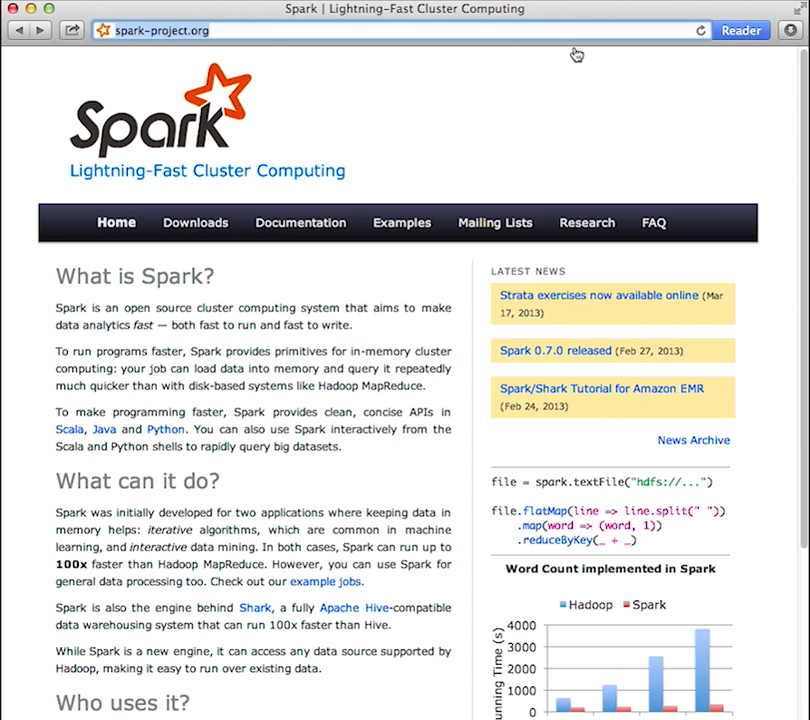 Spark | Lightning-Fast Cluster Computing
spark-project.org
Reader
Spark
Lightning-Fast Cluster Computing
Home Downloads Documentation Examples Mailing Lists Research FAQ
What is Spark?
Spark is an open source cluster computing system that aims to make
data analytics fast — both fast to run and fast to write.
To run programs faster, Spark provides primitives for in-memory cluster
computing: your job can load data into memory and query it repeatedly
much quicker than with disk-based systems like Hadoop MapReduce.
To make programming faster, Spark provides clean, concise APIs in
Scala, Java and Python. You can also use Spark interactively from the
Scala and Python shells to rapidly query big datasets.
What can it do?
Spark was initially developed for two applications where keeping data in
memory helps: iterative algorithms, which are common in machine
learning, and interactive data mining. In both cases, Spark can run up to
100x faster than Hadoop MapReduce. However, you can use Spark for
general data processing too. Check out our example jobs.
Spark is also the engine behind Shark, a fully Apache Hive-compatible
data warehousing system that can run 100x faster than Hive.
While Spark is a new engine, it can access any data source supported by
Hadoop, making it easy to run over existing data.
Who uses it?
LATEST NEWS
Strata exercises now available online (Mar
17, 2013)
Spark 0.7.0 released (Feb 27, 2013)
Spark/Shark Tutorial for Amazon EMR
(Feb 24, 2013)
News Archive
file = spark.textFile("hdfs://...")
file.flatMap(line => line.split(" "))
.map(word => (word, 1))
.reduceByKey(_ + _)
Word Count implemented in Spark
Hadoop Spark
4000
3000
2000
1000
0
Time (s)